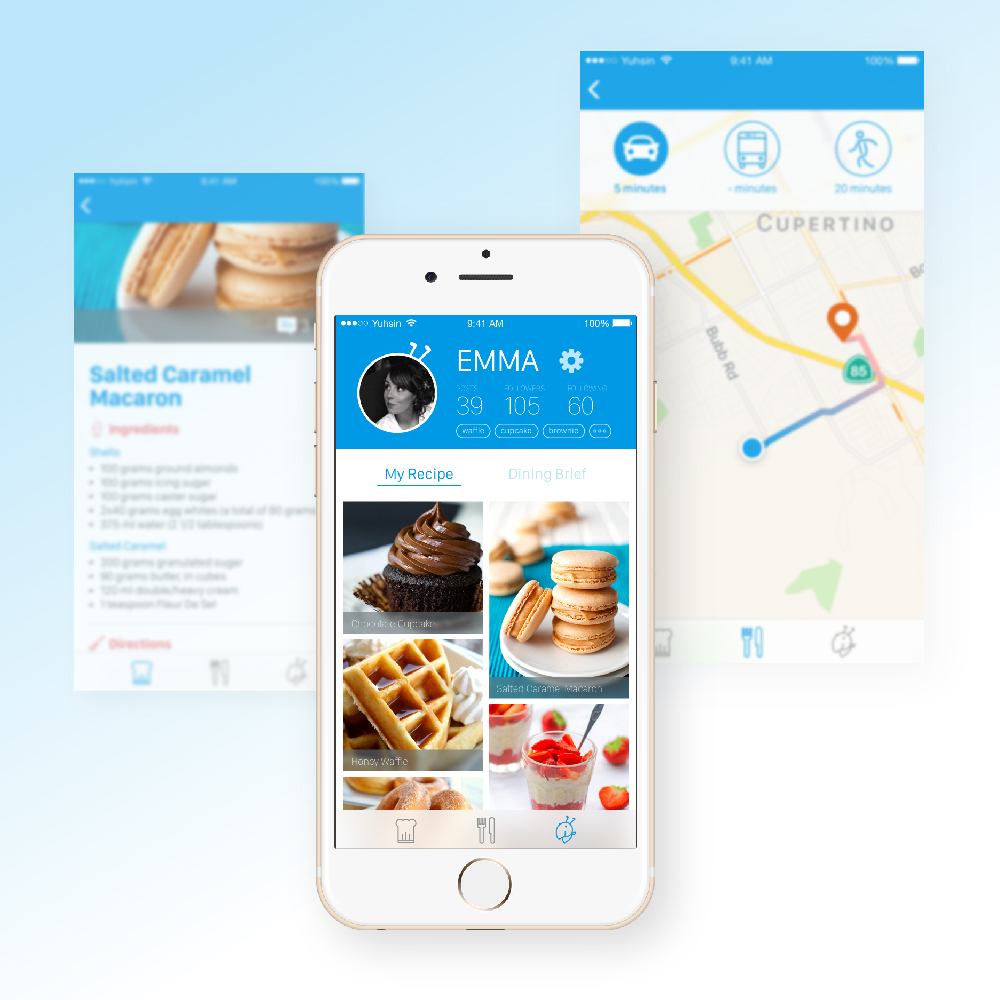 Yuhsin
9:41 AM
100%
Salted Caramel
Macaron
Ingredients
Shells
• 100 grams ground almonds
• 100 grams icing sugar
• 100 grams caster sugar
• 2x40 grams egg whites (a total of 80 grams
• 375 ml water (2 1/2 tablespoons)
Salted Caramel
• 200 grams granulated sugar
• 90 grams butter, in cubes
• 120 ml double/heavy cream
• 1 teaspoon Fleur De Sel
Directions
Yuhsin
9:41 AM
100%
EMMA
POSTS
FOLLOWERS
FOLLOWING
39
105
60
waffle
cupcake
brownie
My Recipe
Dining Brief
Chocolate Cupcake
Salted Caramel Macaron
Honey Waffle
Yuhsin
9:41 AM
100%
5 minutes
- minutes
20 minutes
CUPERTINO
Bubb Rd
85